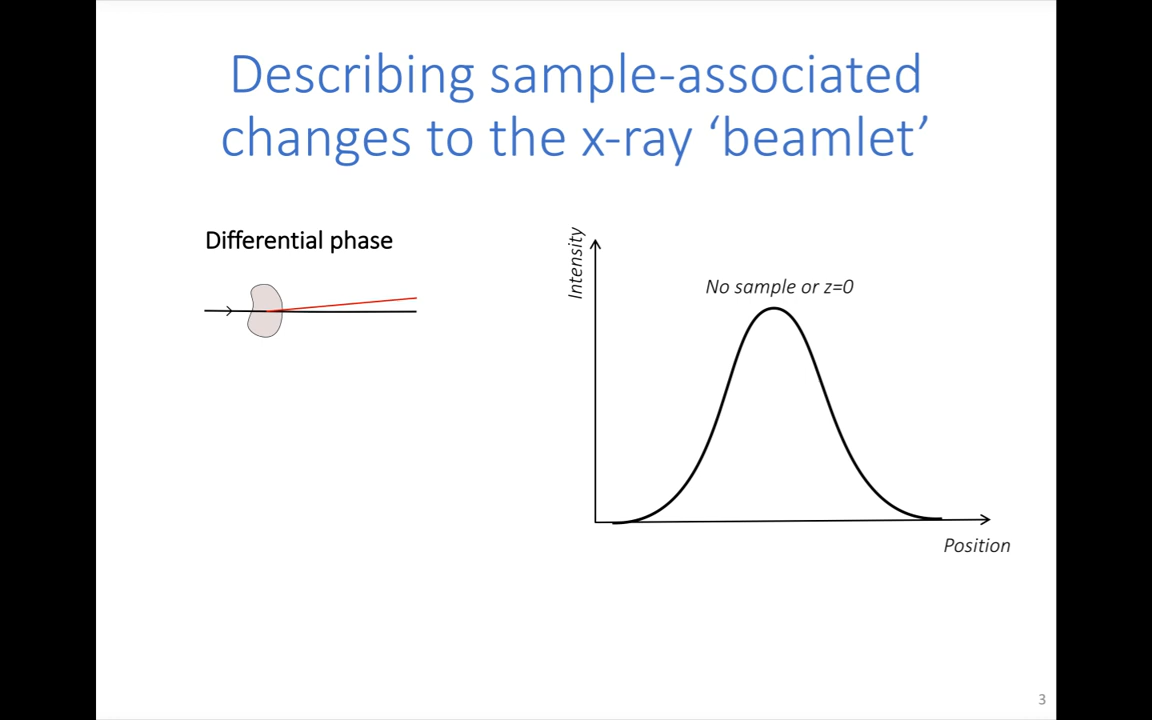 Describing sample-associated
changes to the x-ray ‘beamlet’
Differential phase
Intensity
No sample or z=0
Position
3